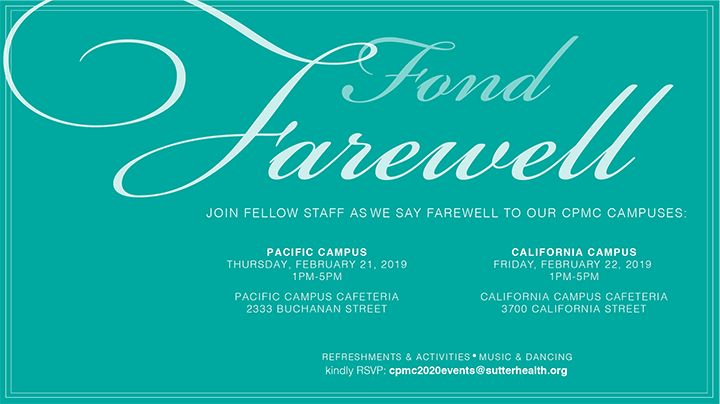 Fond
Farewell
JOIN FELLOW STAFF AS WE SAY FAREWELL TO OUR CPMC CAMPUSES:
PACIFIC CAMPUS
THURSDAY, FEBRUARY 21, 2019
1PM-5PM
PACIFIC CAMPUS CAFETERIA
2333 BUCHANAN STREET
CALIFORNIA CAMPUS
FRIDAY, FEBRUARY 22, 2019
1PM-5PM
CALIFORNIA CAMPUS CAFETERIA
3700 CALIFORNIA STREET
REFRESHMENTS & ACTIVITIES • MUSIC & DANCING
kindly RSVP: cpmc2020events@sutterhealth.org